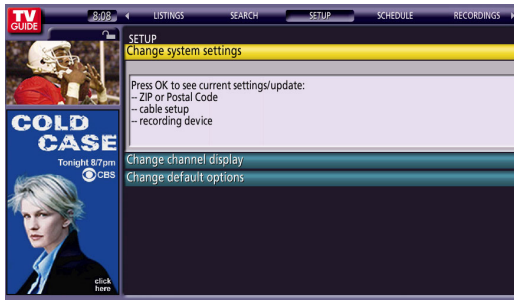 TV
GUIDE
8:08
LISTINGS
SEARCH
SETUP
SCHEDULE
RECORDINGS
SETUP
Change system settings
Press OK to see current settings/update:
-- ZIP or Postal Code
-- cable setup
-- recording device
Change channel display
Change default options
COLD
CASE
Tonight 8/7pm
CBS
click
here